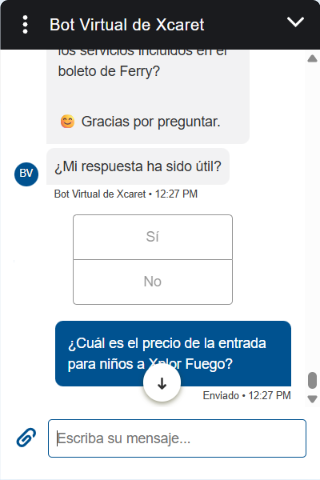 Bot Virtual de Xcaret
los servicios incluidos en el
boleto de Ferry?
😊 Gracias por preguntar.
BV
¿Mi respuesta ha sido útil?
Bot Virtual de Xcaret • 12:27 PM
Sí
No
¿Cuál es el precio de la entrada
para niños a Xplor Fuego?
Enviado • 12:27 PM
Escriba su mensaje...